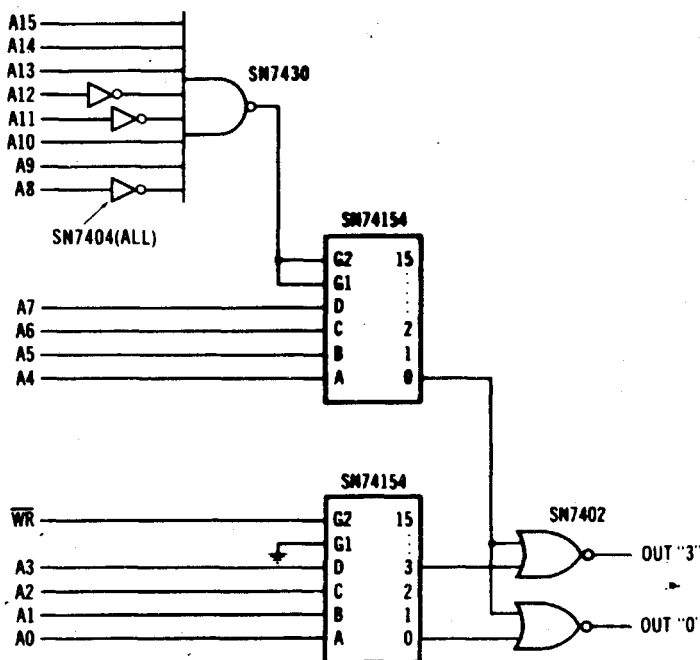 A15
A14
A13
SN7430
A12
A11
A10
A9
A8
SN7404(ALL)
SN74154
G2 15
G1
A7 D
A6 C 2
A5 B 1
A4 A 0
SN74154
WR G2 15
SN7402
G1
OUT "3"
A3 D 3
A2 C 2
A1 B 1
OUT "0"
A0 A 0